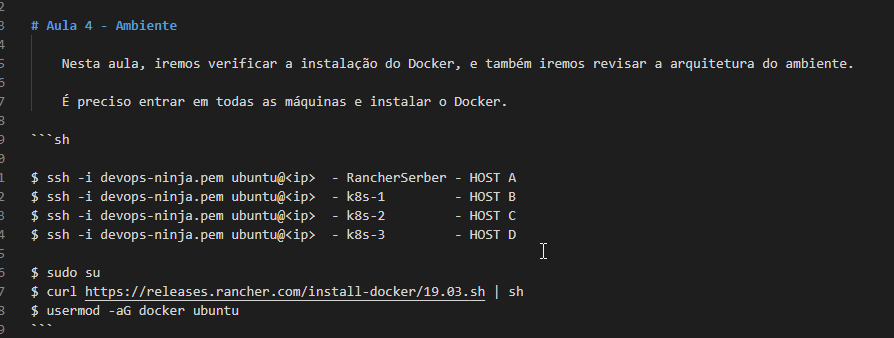 2
3 # Aula 4 - Ambiente
4
5 Nesta aula, iremos verificar a instalação do Docker, e também iremos revisar a arquitetura do ambiente.
6
7 É preciso entrar em todas as máquinas e instalar o Docker.
8
9 ```sh
0
1 $ ssh -i devops-ninja.pem ubuntu@<ip>  - RancherSerber - HOST A
2 $ ssh -i devops-ninja.pem ubuntu@<ip>  - k8s-1         - HOST B
3 $ ssh -i devops-ninja.pem ubuntu@<ip>  - k8s-2         - HOST C
4 $ ssh -i devops-ninja.pem ubuntu@<ip>  - k8s-3         - HOST D
5
6 $ sudo su
7 $ curl https://releases.rancher.com/install-docker/19.03.sh | sh
8 $ usermod -aG docker ubuntu
9 ```